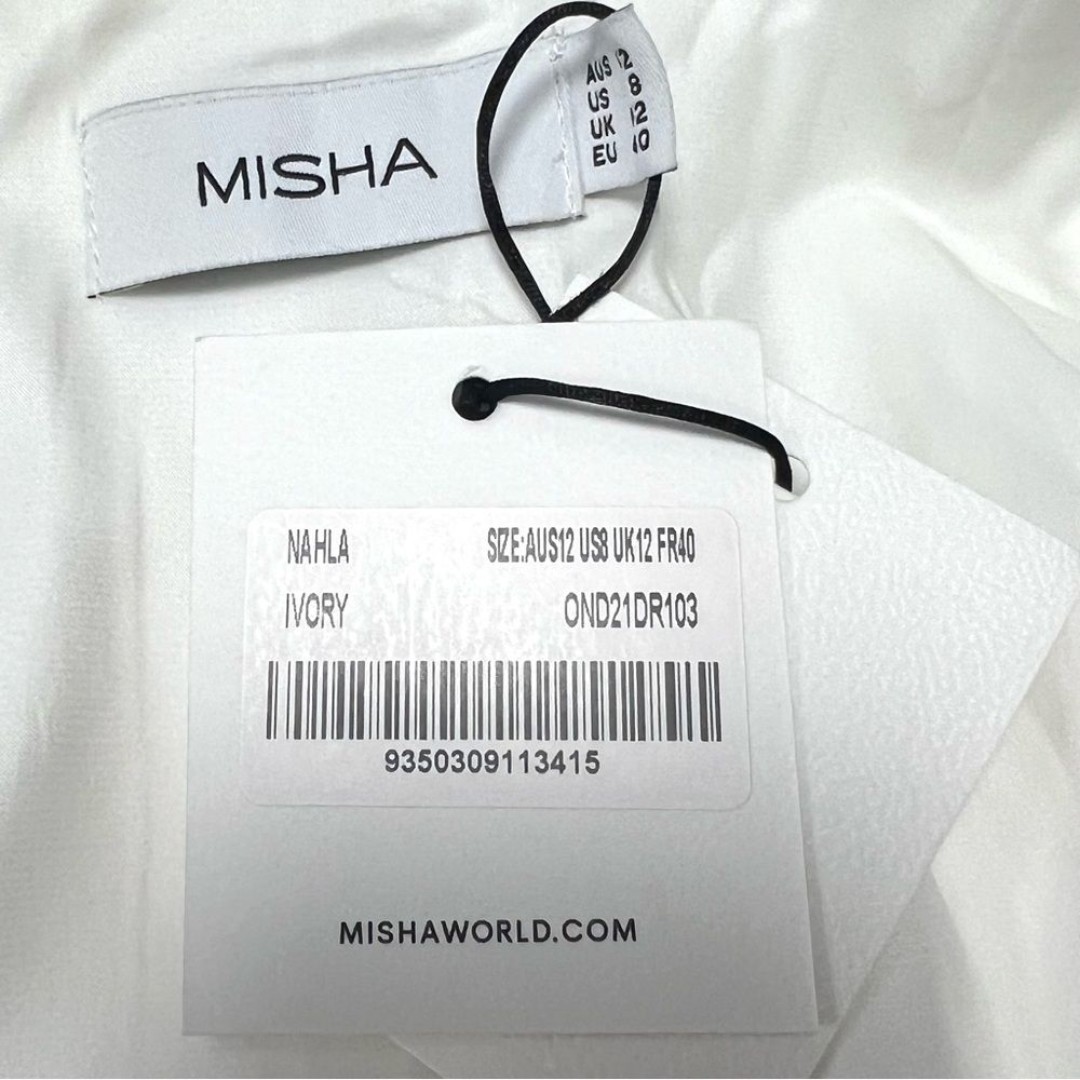 MISHA
AUS 12
US 8
UK 12
EU 40
NAHLA SIZE:AUS12 US8 UK12 FR40
IVORY OND21DR103
9350309113415
MISHAWORLD.COM